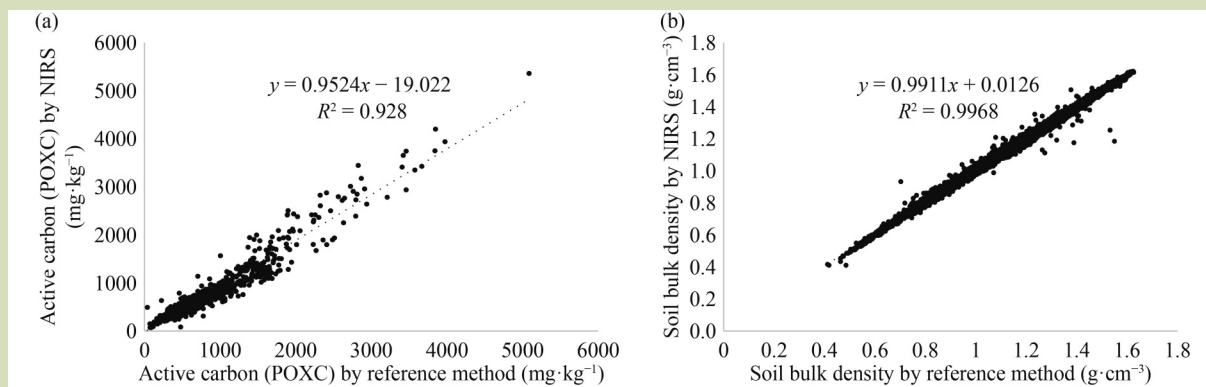 (a)
6000
5000
4000
3000
2000
1000
0
Active carbon (POXC) by NIRS
(mg·kg⁻¹)
y = 0.9524x − 19.022
R² = 0.928
0 1000 2000 3000 4000 5000 6000
Active carbon (POXC) by reference method (mg·kg⁻¹)
(b)
1.8
1.6
1.4
1.2
1.0
0.8
0.6
0.4
0.2
0.0
Soil bulk density by NIRS (g·cm⁻³)
y = 0.9911x + 0.0126
R² = 0.9968
0 0.2 0.4 0.6 0.8 1.0 1.2 1.4 1.6 1.8
Soil bulk density by reference method (g·cm⁻³)